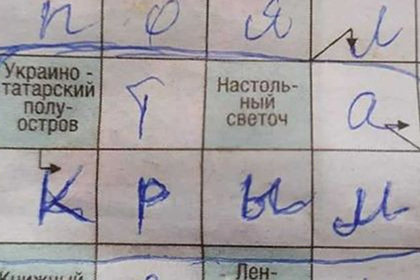 п о я л
Украино -
татарский
полу-
остров
т
Настоль-
ный
светоч
а
К р ы м
Лен-